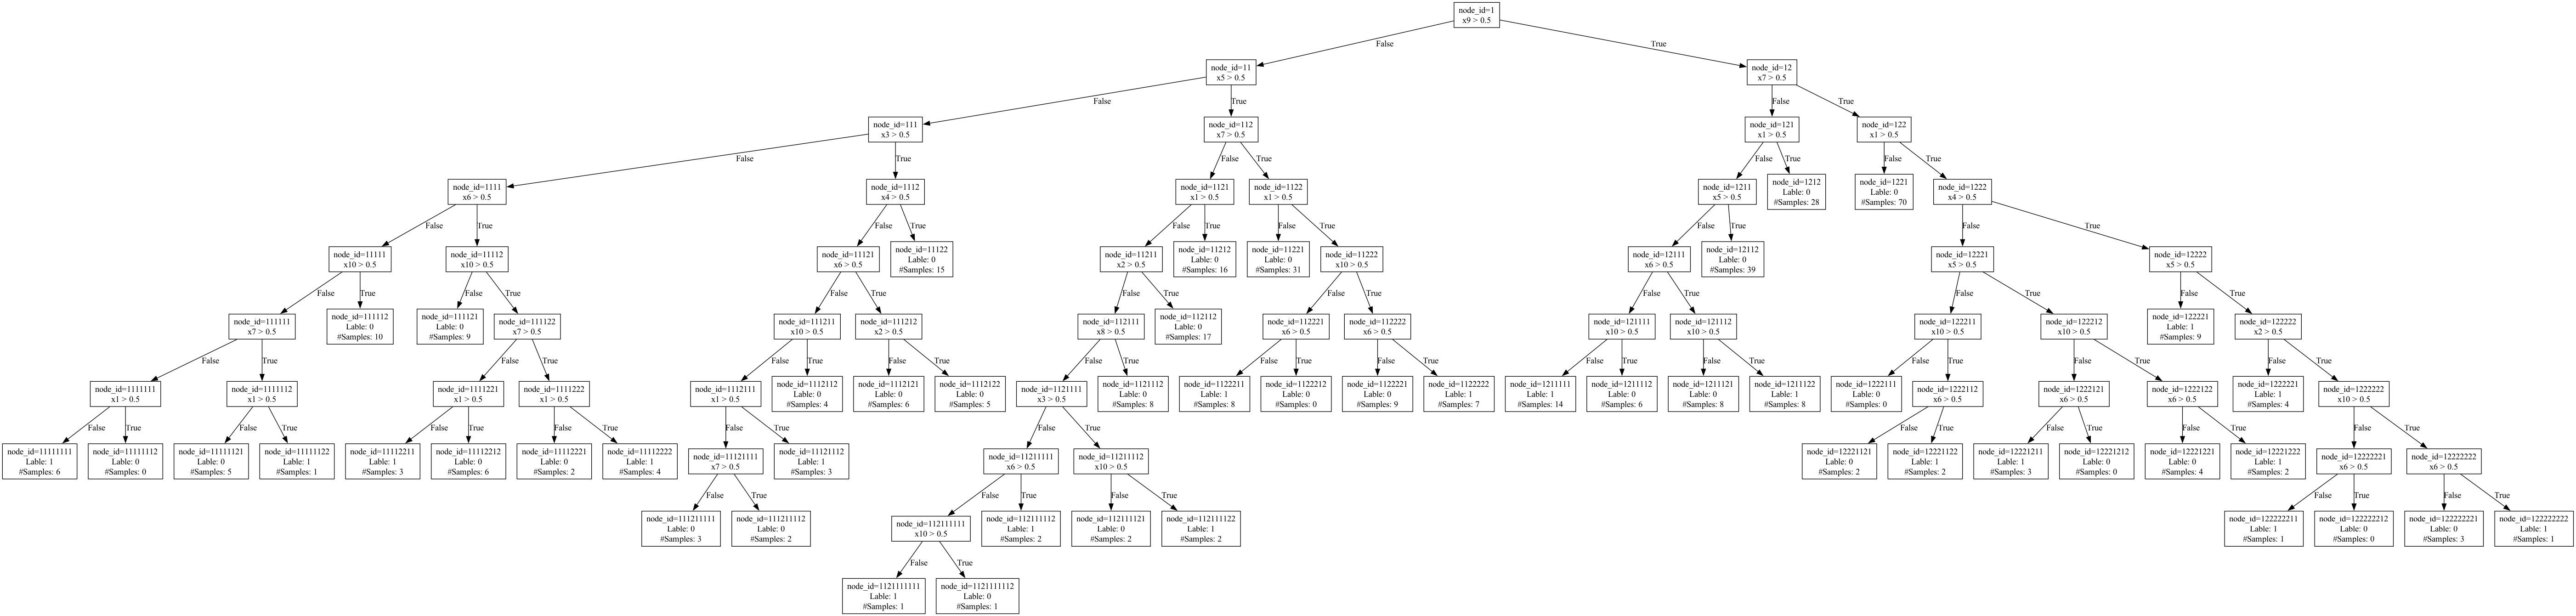 node_id=1
x9 > 0.5
False
True
node_id=11
x5 > 0.5
node_id=12
x7 > 0.5
False
True
False
True
node_id=111
x3 > 0.5
node_id=112
x7 > 0.5
node_id=121
x1 > 0.5
node_id=122
x1 > 0.5
False
True
False
True
False
True
False
True
node_id=1111
x6 > 0.5
node_id=1112
x4 > 0.5
node_id=1121
x1 > 0.5
node_id=1122
x1 > 0.5
node_id=1211
x5 > 0.5
node_id=1212
Lable: 0
#Samples: 28
node_id=1221
Lable: 0
#Samples: 70
node_id=1222
x4 > 0.5
False
True
False
True
False
True
False
True
False
True
False
True
node_id=11111
x10 > 0.5
node_id=11112
x10 > 0.5
node_id=11121
x6 > 0.5
node_id=11122
Lable: 0
#Samples: 15
node_id=11211
x2 > 0.5
node_id=11212
Lable: 0
#Samples: 16
node_id=11221
Lable: 0
#Samples: 31
node_id=11222
x10 > 0.5
node_id=12111
x6 > 0.5
node_id=12112
Lable: 0
#Samples: 39
node_id=12221
x5 > 0.5
node_id=12222
x5 > 0.5
False
True
False
True
False
True
False
True
False
True
False
True
False
True
False
True
node_id=111111
x7 > 0.5
node_id=111112
Lable: 0
#Samples: 10
node_id=111121
Lable: 0
#Samples: 9
node_id=111122
x7 > 0.5
node_id=111211
x10 > 0.5
node_id=111212
x2 > 0.5
node_id=112111
x8 > 0.5
node_id=112112
Lable: 0
#Samples: 17
node_id=112221
x6 > 0.5
node_id=112222
x6 > 0.5
node_id=121111
x10 > 0.5
node_id=121112
x10 > 0.5
node_id=122211
x10 > 0.5
node_id=122212
x10 > 0.5
node_id=122221
Lable: 1
#Samples: 9
node_id=122222
x2 > 0.5
False
True
False
True
False
True
False
True
False
True
False
True
False
True
False
True
False
True
False
True
False
True
False
True
node_id=1111111
x1 > 0.5
node_id=1111112
x1 > 0.5
node_id=1111221
x1 > 0.5
node_id=1111222
x1 > 0.5
node_id=1112111
x1 > 0.5
node_id=1112112
Lable: 0
#Samples: 4
node_id=1112121
Lable: 0
#Samples: 6
node_id=1112122
Lable: 0
#Samples: 5
node_id=1121111
x3 > 0.5
node_id=1121112
Lable: 0
#Samples: 8
node_id=1122211
Lable: 1
#Samples: 8
node_id=1122212
Lable: 0
#Samples: 0
node_id=1122221
Lable: 0
#Samples: 9
node_id=1122222
Lable: 1
#Samples: 7
node_id=1211111
Lable: 1
#Samples: 14
node_id=1211112
Lable: 0
#Samples: 6
node_id=1211121
Lable: 0
#Samples: 8
node_id=1211122
Lable: 1
#Samples: 8
node_id=1222111
Lable: 0
#Samples: 0
node_id=1222112
x6 > 0.5
node_id=1222121
x6 > 0.5
node_id=1222122
x6 > 0.5
node_id=1222221
Lable: 1
#Samples: 4
node_id=1222222
x10 > 0.5
False
True
False
True
False
True
False
True
False
True
False
True
False
True
False
True
False
True
False
True
node_id=11111111
Lable: 1
#Samples: 6
node_id=11111112
Lable: 0
#Samples: 0
node_id=11111121
Lable: 0
#Samples: 5
node_id=11111122
Lable: 1
#Samples: 1
node_id=11112211
Lable: 1
#Samples: 3
node_id=11112212
Lable: 0
#Samples: 6
node_id=11112221
Lable: 0
#Samples: 2
node_id=11112222
Lable: 1
#Samples: 4
node_id=11121111
x7 > 0.5
node_id=11121112
Lable: 1
#Samples: 3
node_id=11211111
x6 > 0.5
node_id=11211112
x10 > 0.5
node_id=12221121
Lable: 0
#Samples: 2
node_id=12221122
Lable: 1
#Samples: 2
node_id=12221211
Lable: 1
#Samples: 3
node_id=12221212
Lable: 0
#Samples: 0
node_id=12221221
Lable: 0
#Samples: 4
node_id=12221222
Lable: 1
#Samples: 2
node_id=12222221
x6 > 0.5
node_id=12222222
x6 > 0.5
False
True
False
True
False
True
False
True
False
True
node_id=111211111
Lable: 0
#Samples: 3
node_id=111211112
Lable: 0
#Samples: 2
node_id=112111111
x10 > 0.5
node_id=112111112
Lable: 1
#Samples: 2
node_id=112111121
Lable: 0
#Samples: 2
node_id=112111122
Lable: 1
#Samples: 2
node_id=122222211
Lable: 1
#Samples: 1
node_id=122222212
Lable: 0
#Samples: 0
node_id=122222221
Lable: 0
#Samples: 3
node_id=122222222
Lable: 1
#Samples: 1
False
True
node_id=1121111111
Lable: 1
#Samples: 1
node_id=1121111112
Lable: 0
#Samples: 1